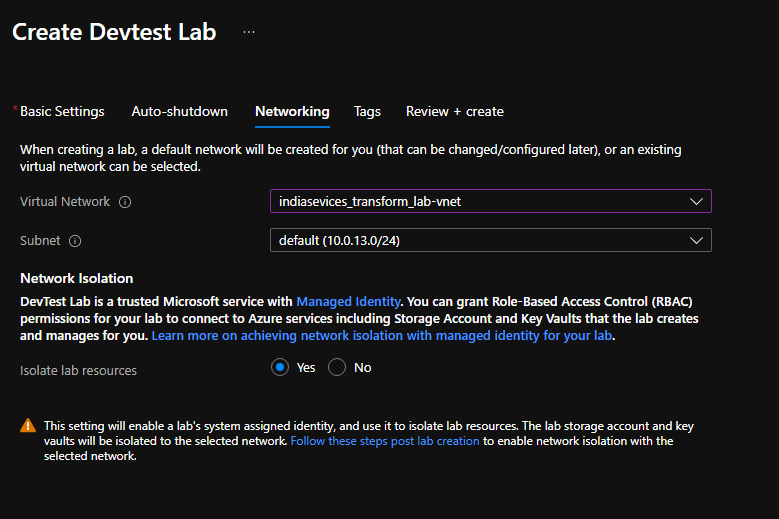 Create Devtest Lab ...
* Basic Settings Auto-shutdown Networking Tags Review + create
When creating a lab, a default network will be created for you (that can be changed/configured later), or an existing
virtual network can be selected.
Virtual Network
indiasevices_transform_lab-vnet
Subnet
default (10.0.13.0/24)
Network Isolation
DevTest Lab is a trusted Microsoft service with Managed Identity. You can grant Role-Based Access Control (RBAC)
permissions for your lab to connect to Azure services including Storage Account and Key Vaults that the lab creates
and manages for you. Learn more on achieving network isolation with managed identity for your lab.
Isolate lab resources
Yes No
This setting will enable a lab's system assigned identity, and use it to isolate lab resources. The lab storage account and key
vaults will be isolated to the selected network. Follow these steps post lab creation to enable network isolation with the
selected network.